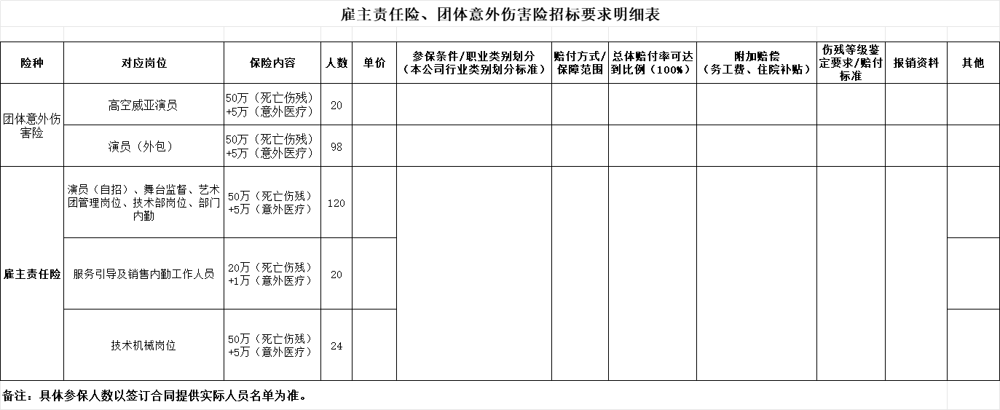 雇主责任险、团体意外伤害险招标要求明细表
险种
对应岗位
保险内容
人数
单价
参保条件/职业类别划分
（本公司行业类别划分标准）
赔付方式/
保障范围
总体赔付率可达
到比例（100%）
附加赔偿
（务工费、住院补贴）
伤残等级鉴
定要求/赔付
标准
报销资料
其他
团体意外伤
害险
高空威亚演员
50万（死亡伤残）
+5万（意外医疗）
20
演员（外包）
50万（死亡伤残）
+5万（意外医疗）
98
雇主责任险
演员（自招）、舞台监督、艺术
团管理岗位、技术部岗位、部门
内勤
50万（死亡伤残）
+5万（意外医疗）
120
服务引导及销售内勤工作人员
20万（死亡伤残）
+1万（意外医疗）
20
技术机械岗位
50万（死亡伤残）
+5万（意外医疗）
24
备注：具体参保人数以签订合同提供实际人员名单为准。